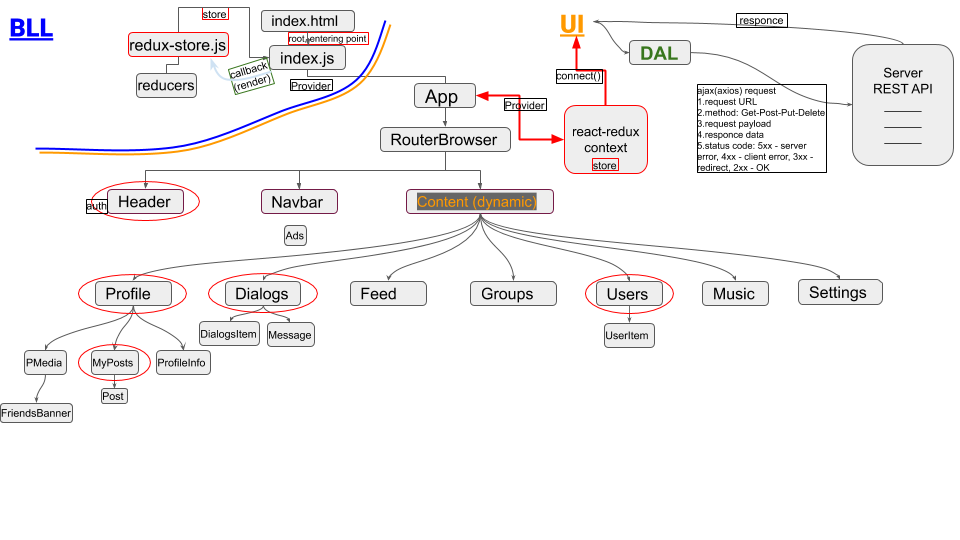 BLL
store
index.html
UI
responce
redux-store.js
root, entering point
index.js
DAL
Server
REST API
callback
(render)
reducers
Provider
connect()
App
Provider
ajax(axios) request
1.request URL
2.method: Get-Post-Put-Delete
3.request payload
4.responce data
5.status code: 5xx - server
error, 4xx - client error, 3xx -
redirect, 2xx - OK
RouterBrowser
react-redux
context
store
auth
Header
Navbar
Content (dynamic)
Ads
Profile
Dialogs
Feed
Groups
Users
Music
Settings
DialogsItem
Message
UserItem
PMedia
MyPosts
ProfileInfo
Post
FriendsBanner